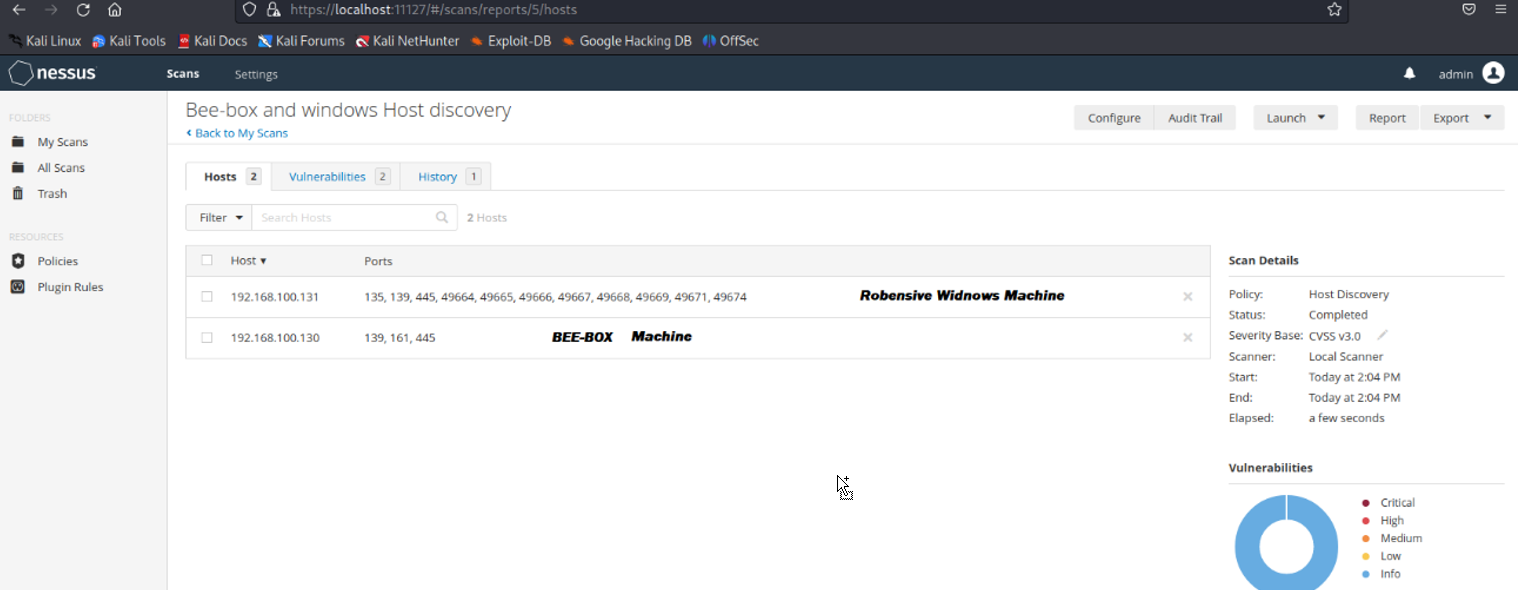 https://localhost:11127/#/scans/reports/5/hosts
Kali Linux Kali Tools Kali Docs Kali Forums Kali NetHunter Exploit-DB Google Hacking DB OffSec
nessus Scans Settings admin
Bee-box and windows Host discovery
Back to My Scans
Configure Audit Trail Launch Report Export
FOLDERS
My Scans
All Scans
Trash
RESOURCES
Policies
Plugin Rules
Hosts 2 Vulnerabilities 2 History 1
Filter Search Hosts 2 Hosts
Host Ports
192.168.100.131 135, 139, 445, 49664, 49665, 49666, 49667, 49668, 49669, 49671, 49674 Robensive Widnows Machine
192.168.100.130 139, 161, 445 BEE-BOX Machine
Scan Details
Policy: Host Discovery
Status: Completed
Severity Base: CVSS v3.0
Scanner: Local Scanner
Start: Today at 2:04 PM
End: Today at 2:04 PM
Elapsed: a few seconds
Vulnerabilities
Critical
High
Medium
Low
Info